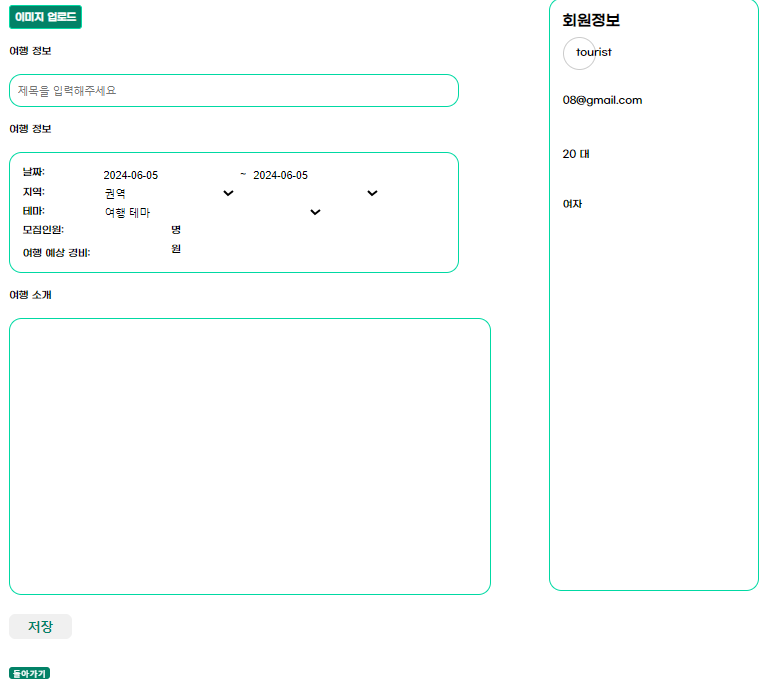 이미지 업로드
여행 정보
제목을 입력해주세요
여행 정보
날짜: 2024-06-05 ~ 2024-06-05
지역: 권역
테마: 여행 테마
모집인원: 명
여행 예상 경비: 원
여행 소개
저장
돌아가기
회원정보
tourist
08@gmail.com
20 대
여자